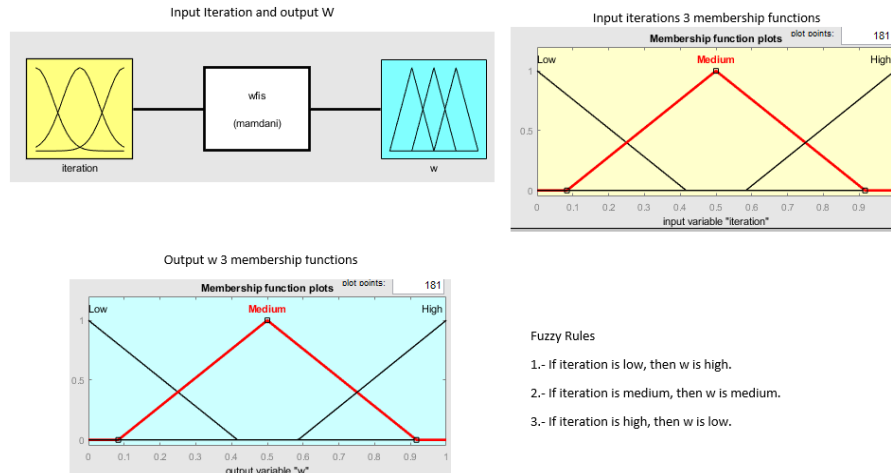 Input Iteration and output W
wfis
(mamdani)
iteration
w
Input iterations 3 membership functions
Membership function plots plot points: 181
Low
Medium
High
1
0.5
0
0 0.1 0.2 0.3 0.4 0.5 0.6 0.7 0.8 0.9
input variable "iteration"
Output w 3 membership functions
Membership function plots plot points: 181
Low
Medium
High
1
0.5
0
0 0.1 0.2 0.3 0.4 0.5 0.6 0.7 0.8 0.9 1
output variable "w"
Fuzzy Rules
1.- If iteration is low, then w is high.
2.- If iteration is medium, then w is medium.
3.- If iteration is high, then w is low.